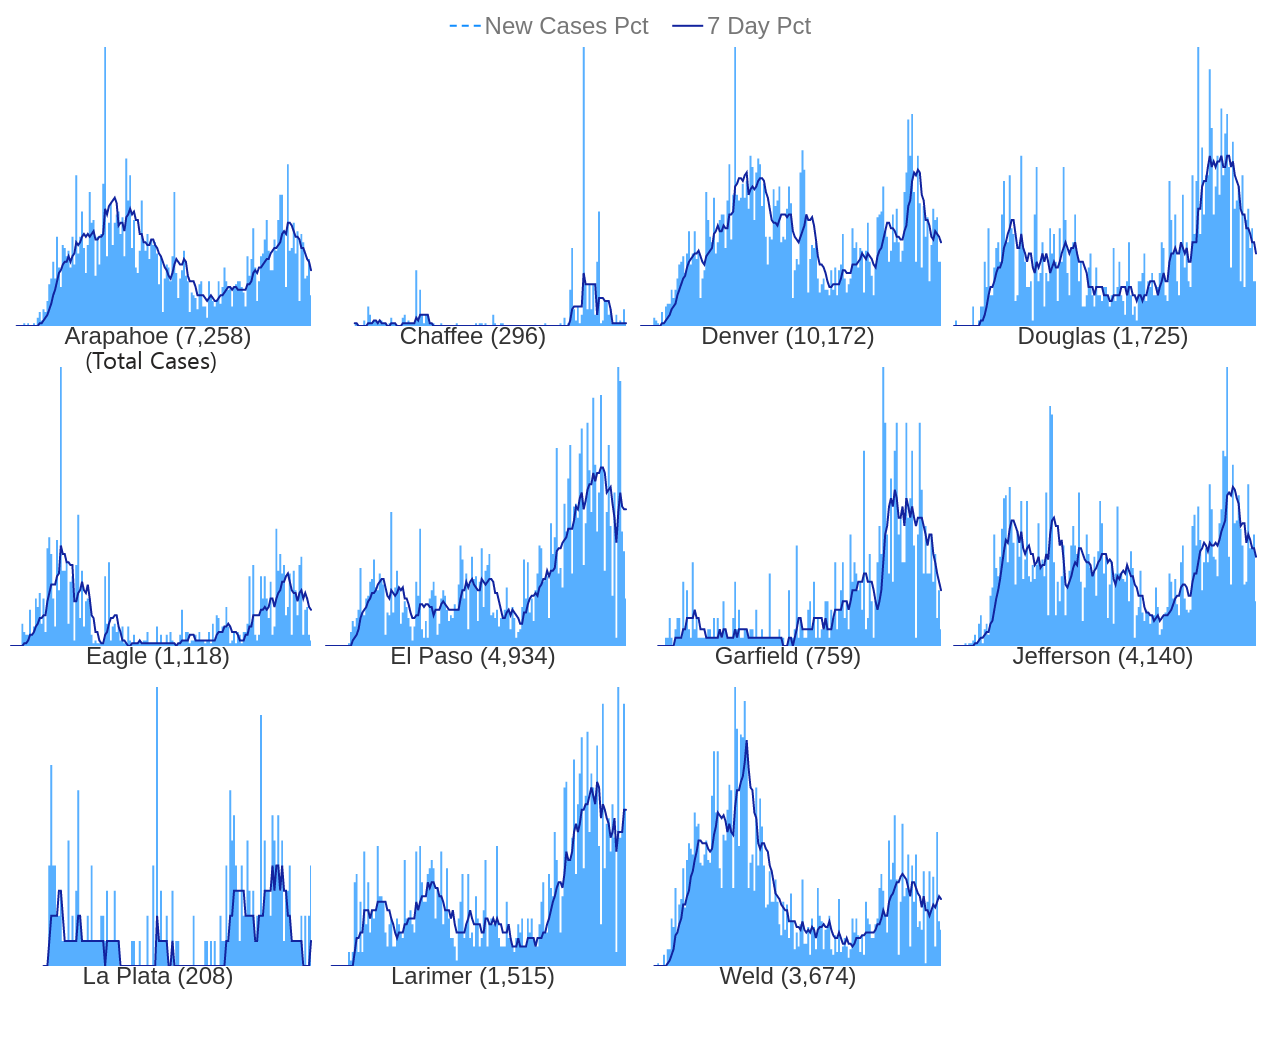 New Cases Pct 7 Day Pct
Arapahoe (7,258)
(Total Cases)
Chaffee (296)
Denver (10,172)
Douglas (1,725)
Eagle (1,118)
El Paso (4,934)
Garfield (759)
Jefferson (4,140)
La Plata (208)
Larimer (1,515)
Weld (3,674)